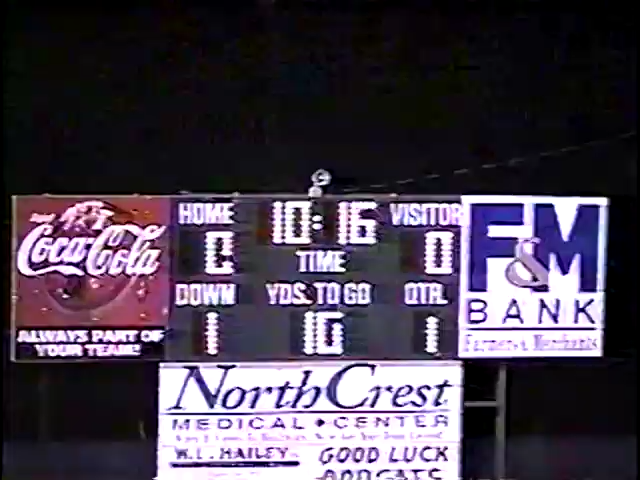 HOME 10:16 VISITOR
0 TIME 0
DOWN YDS. TO GO QTR.
1 10 1
Coca-Cola
ALWAYS PART OF
YOUR TEAM!
F&M
BANK
Farmers & Merchants
NorthCrest
MEDICAL CENTER
W.L. HAILEY
GOOD LUCK